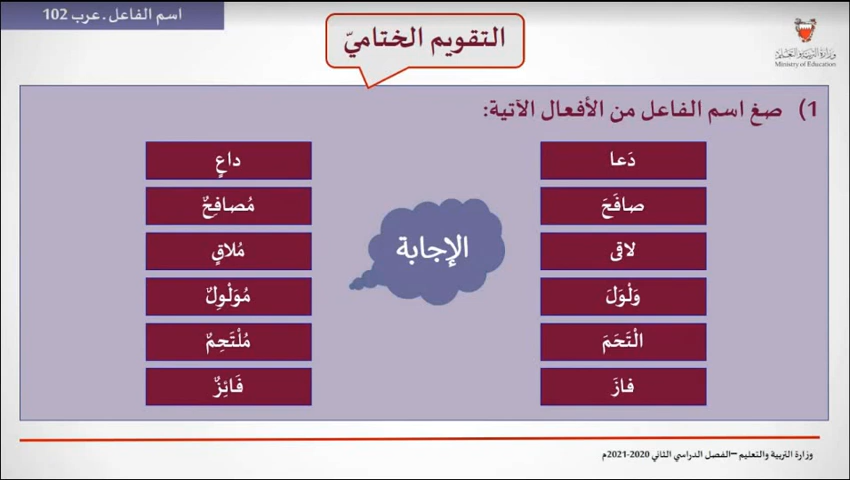 اسم الفاعل ـ عرب 102
وزارة التربية والتعليم
Ministry of Education
التقويم الختاميّ
1) صغ اسم الفاعل من الأفعال الآتية:
دَعا
داعٍ
صافَحَ
مُصافِحٌ
لاقى
مُلاقٍ
وَلْوَلَ
مُوَلْوِلٌ
الْتَحَمَ
مُلْتَحِمٌ
فازَ
فَائِزٌ
الإجابة
وزارة التربية والتعليم –الفصل الدراسي الثاني 2020-2021م